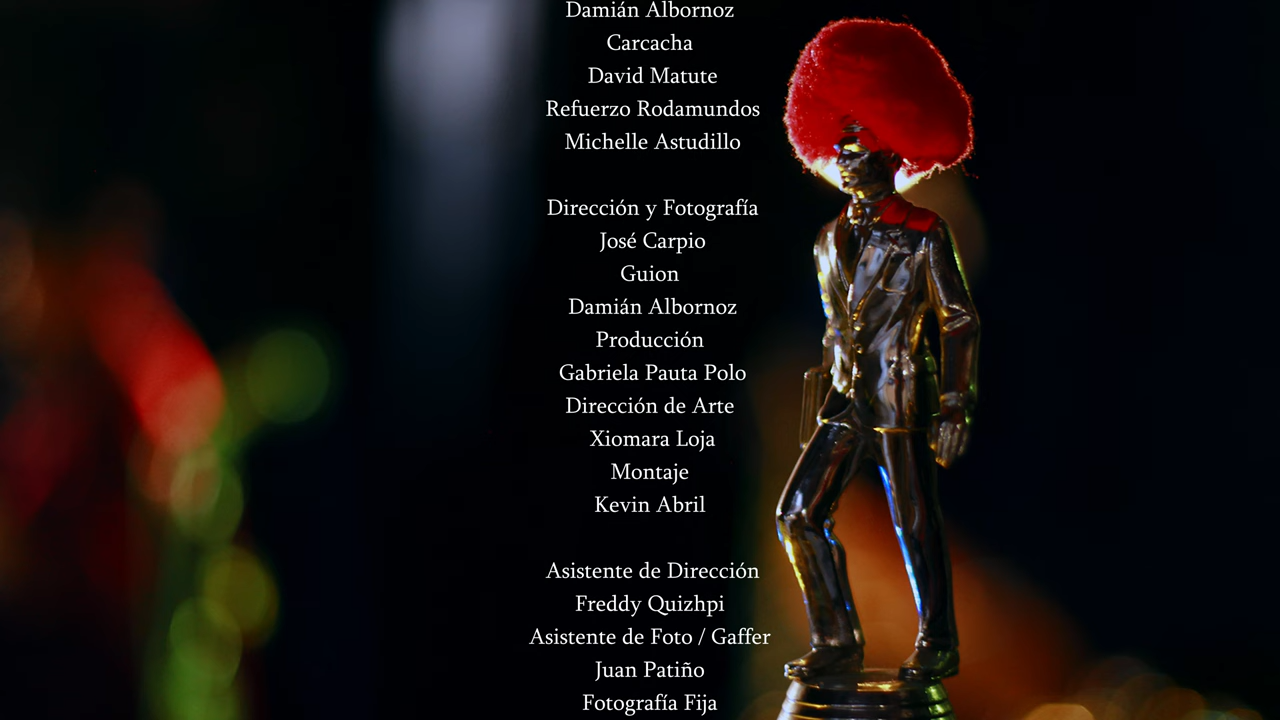 Damián Albornoz
Carcacha
David Matute
Refuerzo Rodamundos
Michelle Astudillo
Dirección y Fotografía
José Carpio
Guion
Damián Albornoz
Producción
Gabriela Pauta Polo
Dirección de Arte
Xiomara Loja
Montaje
Kevin Abril
Asistente de Dirección
Freddy Quizhpi
Asistente de Foto / Gaffer
Juan Patiño
Fotografía Fija